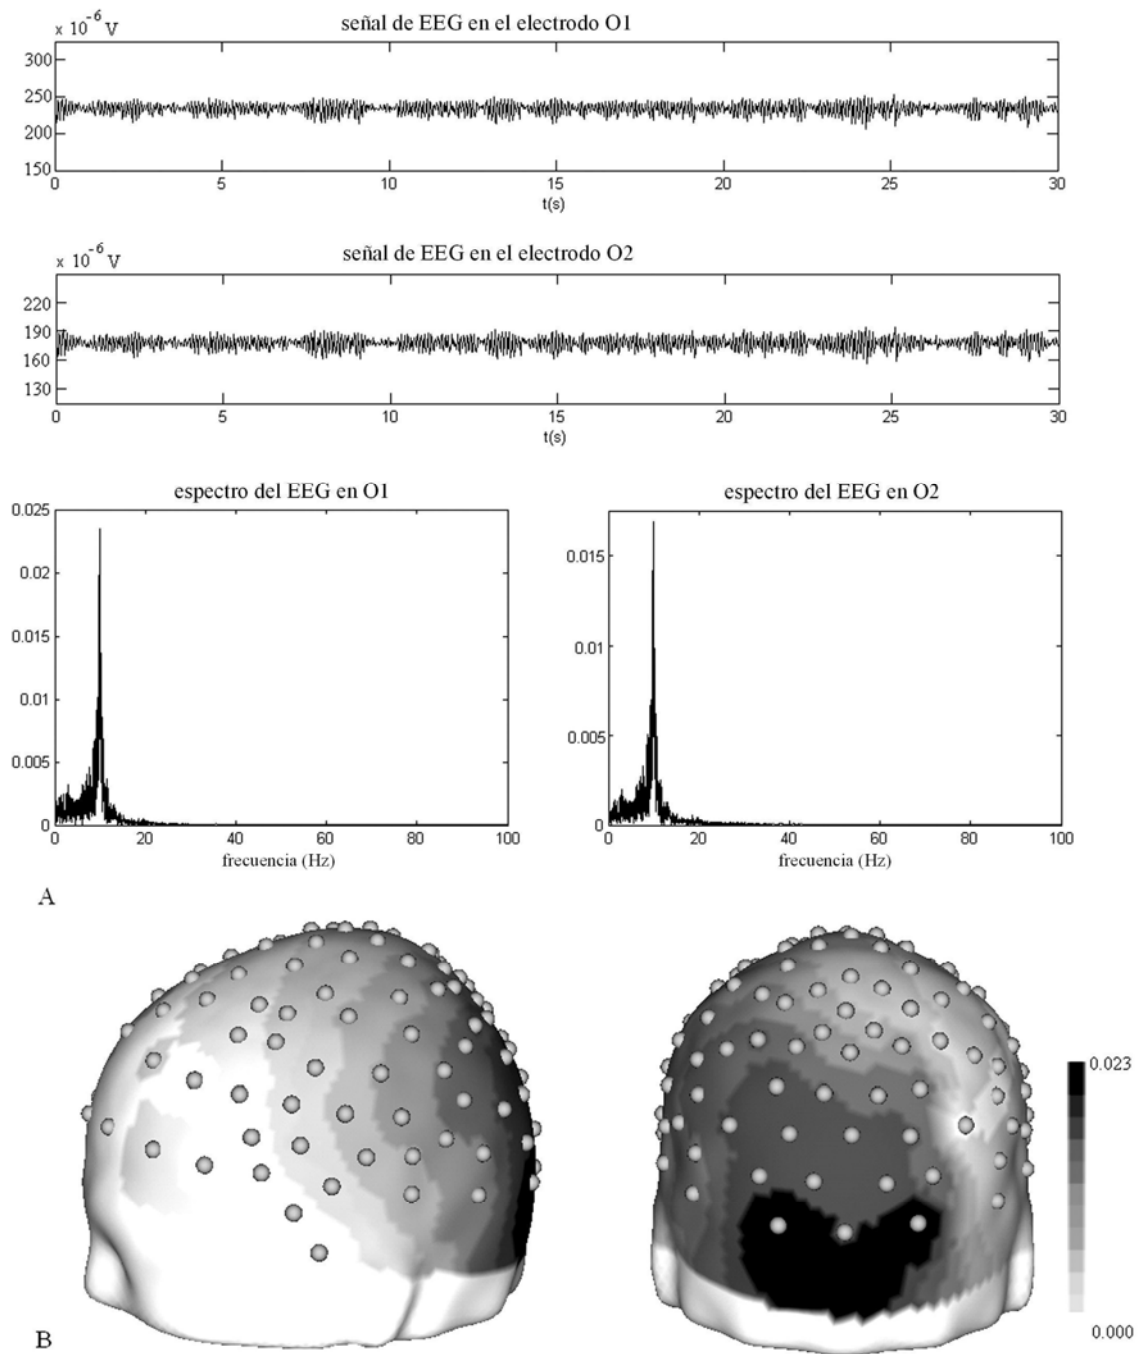 x 10⁻⁶ V
señal de EEG en el electrodo O1
300
250
200
150
0 5 10 15 20 25 30
t(s)
x 10⁻⁶ V
señal de EEG en el electrodo O2
220
190
160
130
0 5 10 15 20 25 30
t(s)
espectro del EEG en O1
0.025
0.02
0.015
0.01
0.005
0
0 20 40 60 80 100
frecuencia (Hz)
espectro del EEG en O2
0.015
0.01
0.005
0
0 20 40 60 80 100
frecuencia (Hz)
A
0.023
0.000
B